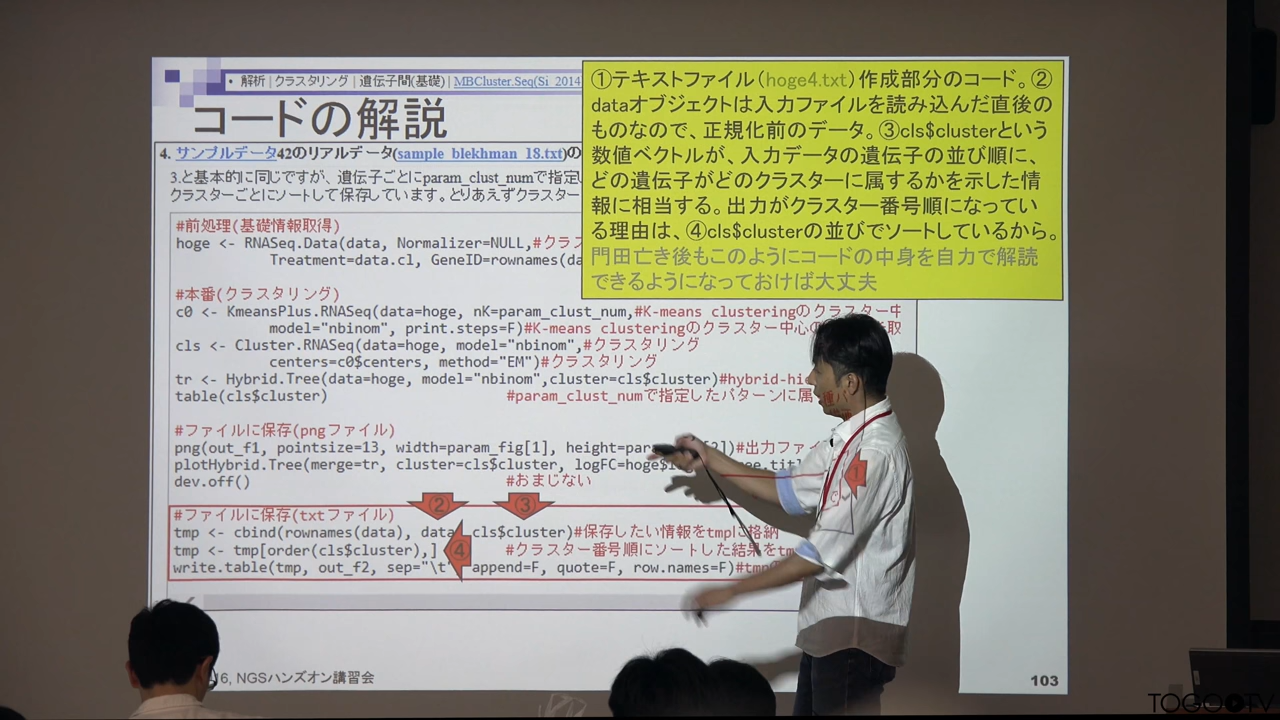 • 解析 | クラスタリング | 遺伝子間(基礎) | MBCluster.Seq(Si_2014
コードの解説
4. サンプルデータ42のリアルデータ(sample_blekhman_18.txt)の
3.と基本的に同じですが、遺伝子ごとにparam_clust_numで指定し
クラスターごとにソートして保存しています。とりあえずクラスター
①テキストファイル(hoge4.txt)作成部分のコード。②
dataオブジェクトは入力ファイルを読み込んだ直後の
ものなので、正規化前のデータ。③cls$clusterという
数値ベクトルが、入力データの遺伝子の並び順に、
どの遺伝子がどのクラスターに属するかを示した情
報に相当する。出力がクラスター番号順になってい
る理由は、④cls$clusterの並びでソートしているから。
門田亡き後もこのようにコードの中身を自力で解読
できるようになっておけば大丈夫
#前処理(基礎情報取得)
hoge <- RNASeq.Data(data, Normalizer=NULL,#クラス
Treatment=data.cl, GeneID=rownames(da
#本番(クラスタリング)
c0 <- KmeansPlus.RNASeq(data=hoge, nK=param_clust_num,#K-means clusteringのクラスター中
model="nbinom", print.steps=F)#K-means clusteringのクラスター中心の 取
cls <- Cluster.RNASeq(data=hoge, model="nbinom",#クラスタリング
centers=c0$centers, method="EM")#クラスタリング
tr <- Hybrid.Tree(data=hoge, model="nbinom",cluster=cls$cluster)#hybrid-hi
table(cls$cluster) #param_clust_numで指定したパターンに属
#ファイルに保存(pngファイル)
png(out_f1, pointsize=13, width=param_fig[1], height=par 2])#出力ファイ
plotHybrid.Tree(merge=tr, cluster=cls$cluster, logFC=hoge$l ee.tit
dev.off() #おまじない
② ③
#ファイルに保存(txtファイル)
tmp <- cbind(rownames(data), data cls$cluster)#保存したい情報をtmpに格納
tmp <- tmp[order(cls$cluster),] ④ #クラスター番号順にソートした結果をtm
write.table(tmp, out_f2, sep="\t append=F, quote=F, row.names=F)#tmp
①
16, NGSハンズオン講習会
103
TOGOTV